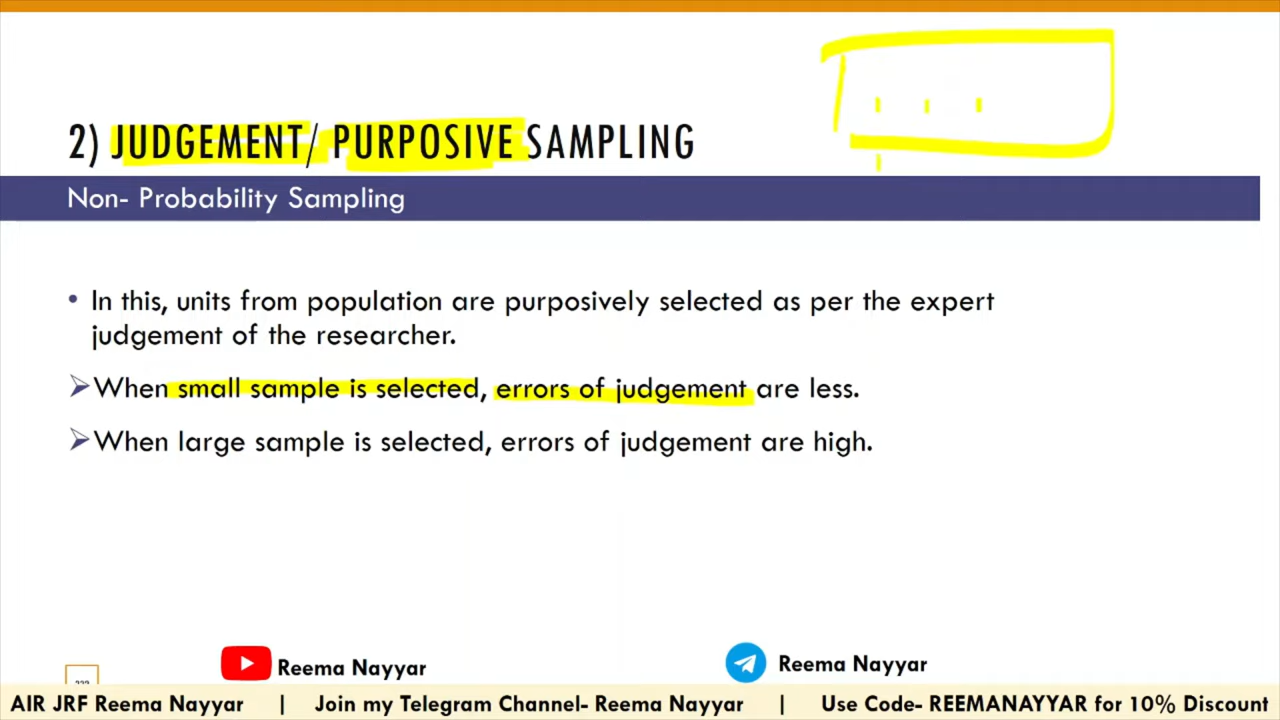 2) JUDGEMENT/ PURPOSIVE SAMPLING
Non- Probability Sampling
• In this, units from population are purposively selected as per the expert
judgement of the researcher.
➢When small sample is selected, errors of judgement are less.
➢When large sample is selected, errors of judgement are high.
Reema Nayyar
Reema Nayyar
AIR JRF Reema Nayyar | Join my Telegram Channel- Reema Nayyar | Use Code- REEMANAYYAR for 10% Discount